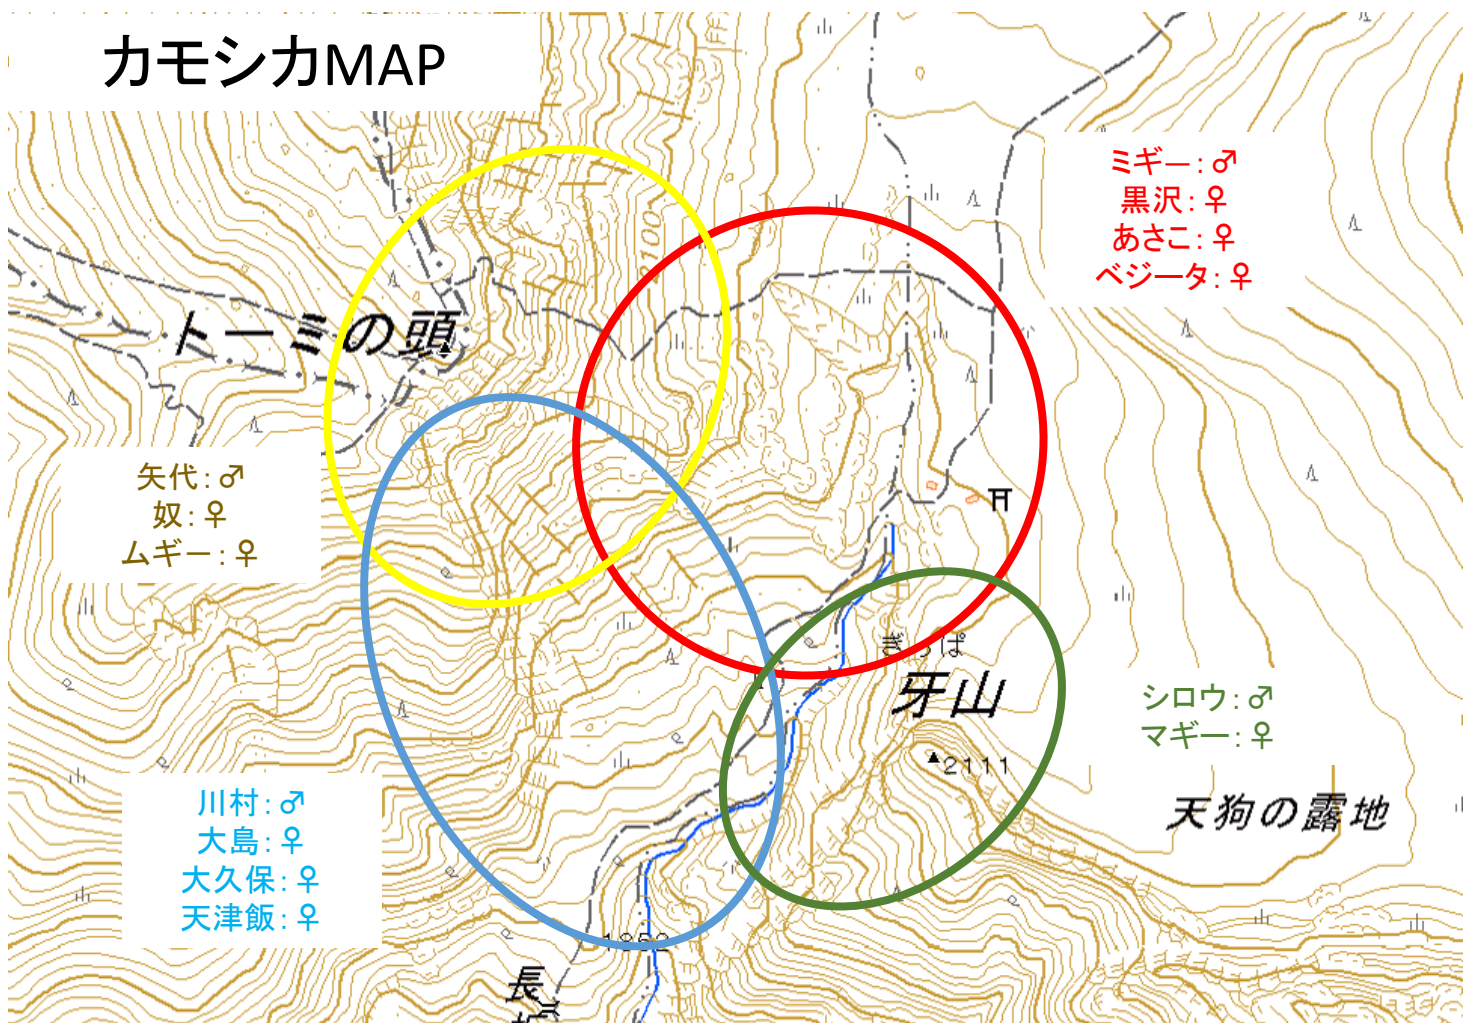 カモシカMAP
ミギー：♂
黒沢：♀
あさこ：♀
ベジータ：♀
2100
トーミの頭
矢代：♂
奴：♀
ムギー：♀
牙山
2111
シロウ：♂
マギー：♀
天狗の露地
川村：♂
大島：♀
大久保：♀
天津飯：♀
長